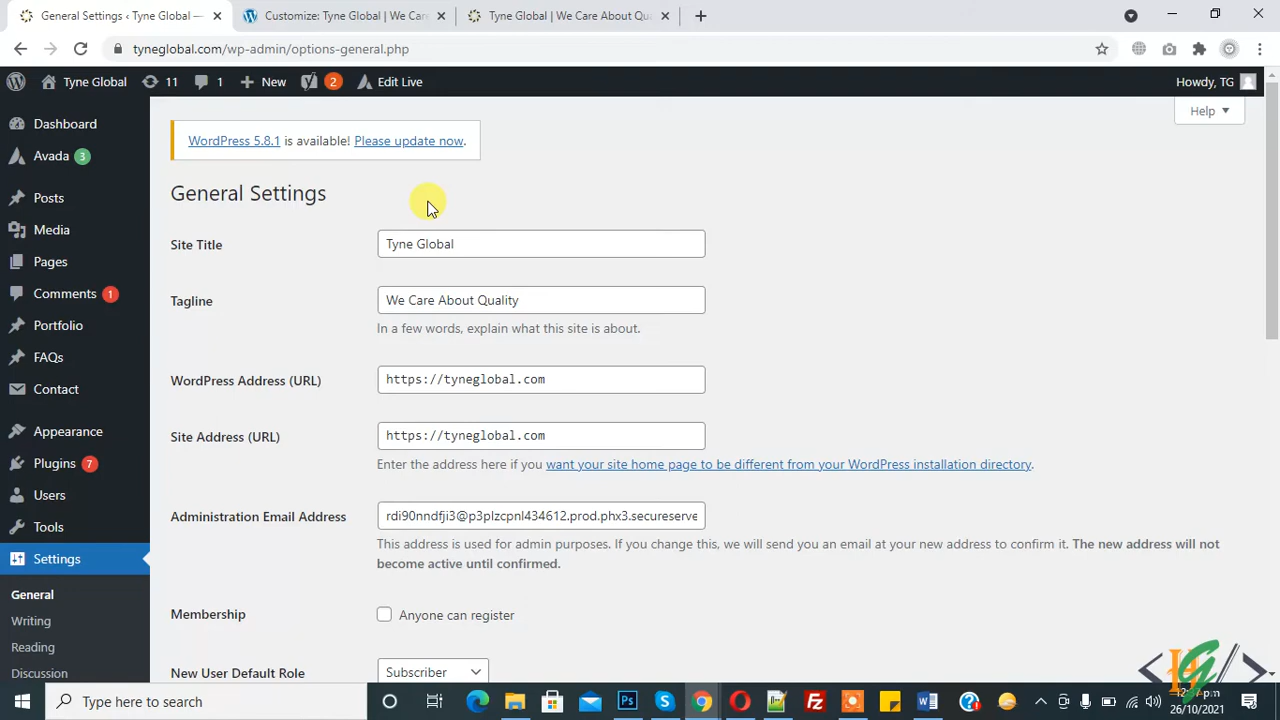 General Settings ‹ Tyne Global —
Customize: Tyne Global | We Care
Tyne Global | We Care About Qu
tyneglobal.com/wp-admin/options-general.php
Tyne Global
11
1
New
2
Edit Live
Howdy, TG
Dashboard
Avada 3
Posts
Media
Pages
Comments 1
Portfolio
FAQs
Contact
Appearance
Plugins 7
Users
Tools
Settings
General
Writing
Reading
Discussion
Help
WordPress 5.8.1 is available! Please update now.
General Settings
Site Title
Tyne Global
Tagline
We Care About Quality
In a few words, explain what this site is about.
WordPress Address (URL)
https://tyneglobal.com
Site Address (URL)
https://tyneglobal.com
Enter the address here if you want your site home page to be different from your WordPress installation directory.
Administration Email Address
rdi90nndfji3@p3plzcpnl434612.prod.phx3.secureserve
This address is used for admin purposes. If you change this, we will send you an email at your new address to confirm it. The new address will not
become active until confirmed.
Membership
Anyone can register
New User Default Role
Subscriber
Type here to search
26/10/2021